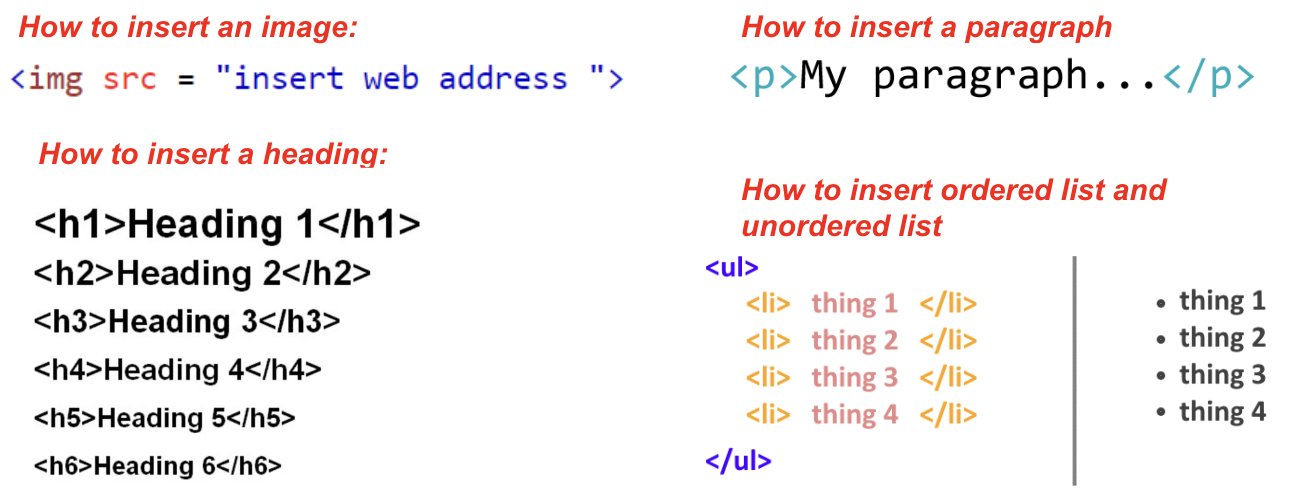 How to insert an image:
<img src = "insert web address ">
How to insert a heading:
<h1>Heading 1</h1>
<h2>Heading 2</h2>
<h3>Heading 3</h3>
<h4>Heading 4</h4>
<h5>Heading 5</h5>
<h6>Heading 6</h6>
How to insert a paragraph
<p>My paragraph...</p>
How to insert ordered list and
unordered list
<ul>
<li> thing 1 </li>
<li> thing 2 </li>
<li> thing 3 </li>
<li> thing 4 </li>
</ul>
• thing 1
• thing 2
• thing 3
• thing 4